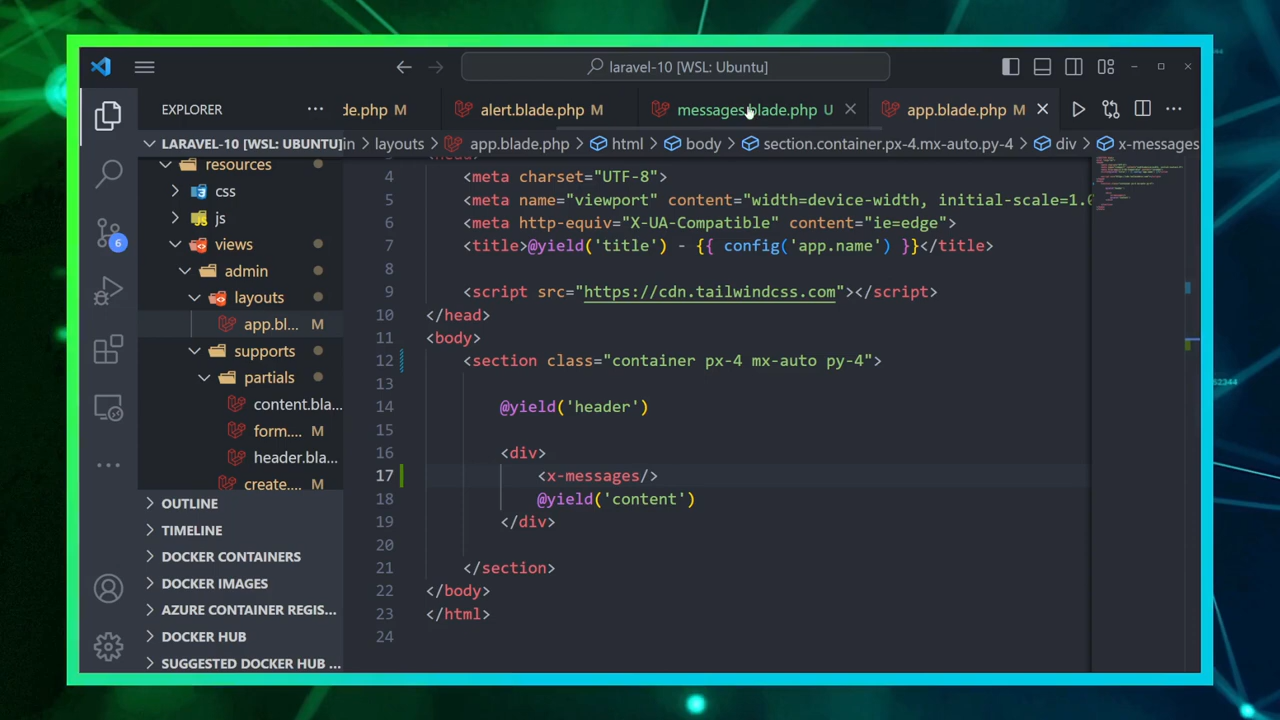 laravel-10 [WSL: Ubuntu]
EXPLORER
de.php M
alert.blade.php M
messages.blade.php U
app.blade.php M
LARAVEL-10 [WSL: UBUNTU]
in > layouts > app.blade.php > html > body > section.container.px-4.mx-auto.py-4 > div > x-messages
resources
css
js
views
admin
layouts
app.bl... M
supports
partials
content.bla...
form.... M
header.bla...
create....
OUTLINE
TIMELINE
DOCKER CONTAINERS
DOCKER IMAGES
AZURE CONTAINER REGIS...
DOCKER HUB
SUGGESTED DOCKER HUB ...
6
4 <meta charset="UTF-8">
5 <meta name="viewport" content="width=device-width, initial-scale=1.0
6 <meta http-equiv="X-UA-Compatible" content="ie=edge">
7 <title>@yield('title') - {{ config('app.name') }}</title>
8
9 <script src="https://cdn.tailwindcss.com"></script>
10 </head>
11 <body>
12 <section class="container px-4 mx-auto py-4">
13
14 @yield('header')
15
16 <div>
17 <x-messages/>
18 @yield('content')
19 </div>
20
21 </section>
22 </body>
23 </html>
24